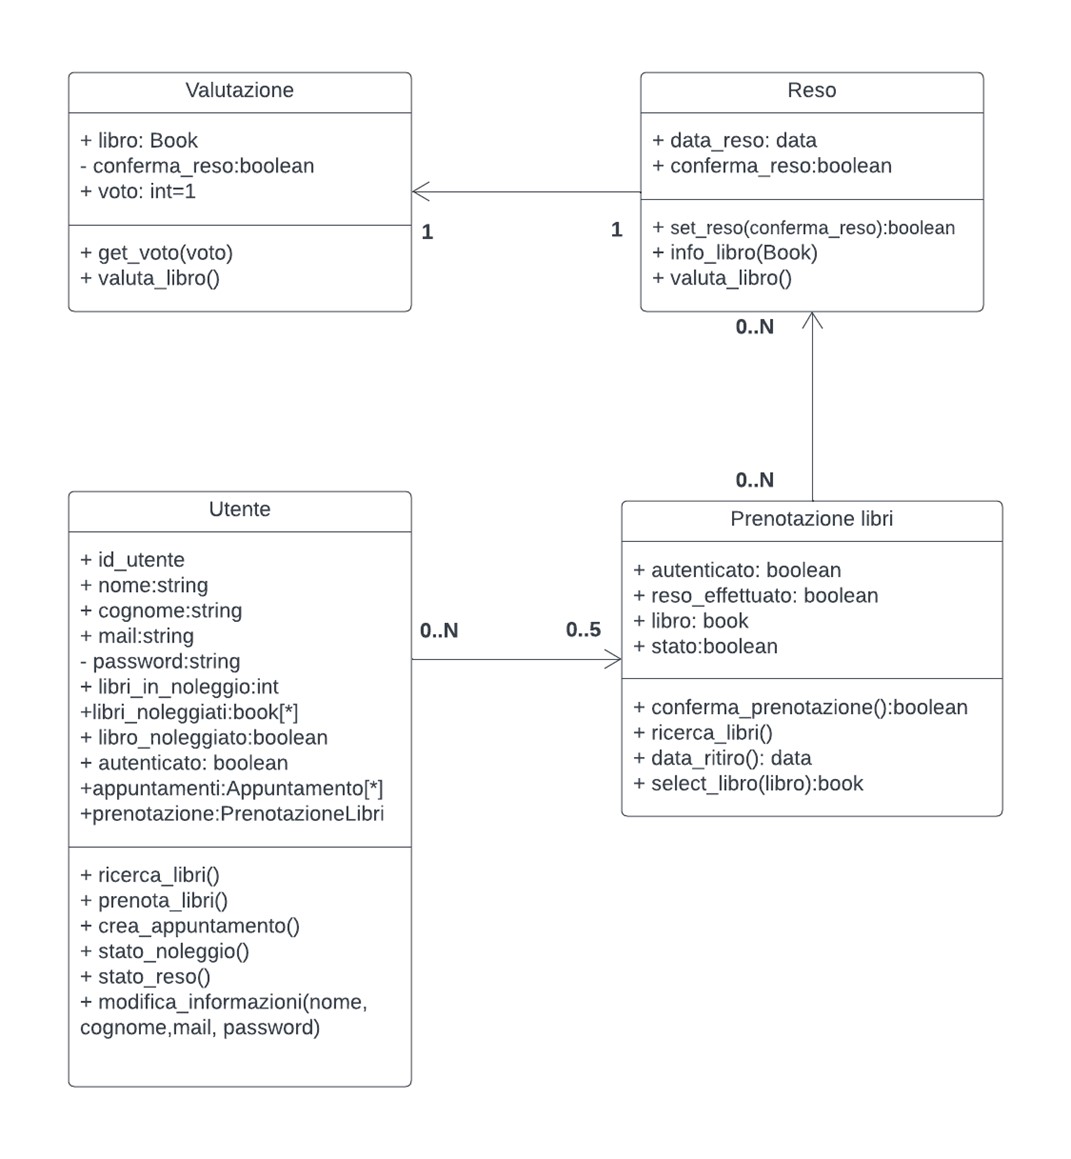 Valutazione
+ libro: Book
- conferma_reso:boolean
+ voto: int=1
+ get_voto(voto)
+ valuta_libro()
1
1
Reso
+ data_reso: data
+ conferma_reso:boolean
+ set_reso(conferma_reso):boolean
+ info_libro(Book)
+ valuta_libro()
0..N
0..N
Utente
+ id_utente
+ nome:string
+ cognome:string
+ mail:string
- password:string
+ libri_in_noleggio:int
+libri_noleggiati:book[*]
+ libro_noleggiato:boolean
+ autenticato: boolean
+appuntamenti:Appuntamento[*]
+prenotazione:PrenotazioneLibri
+ ricerca_libri()
+ prenota_libri()
+ crea_appuntamento()
+ stato_noleggio()
+ stato_reso()
+ modifica_informazioni(nome,
cognome,mail, password)
0..N
0..5
Prenotazione libri
+ autenticato: boolean
+ reso_effettuato: boolean
+ libro: book
+ stato:boolean
+ conferma_prenotazione():boolean
+ ricerca_libri()
+ data_ritiro(): data
+ select_libro(libro):book